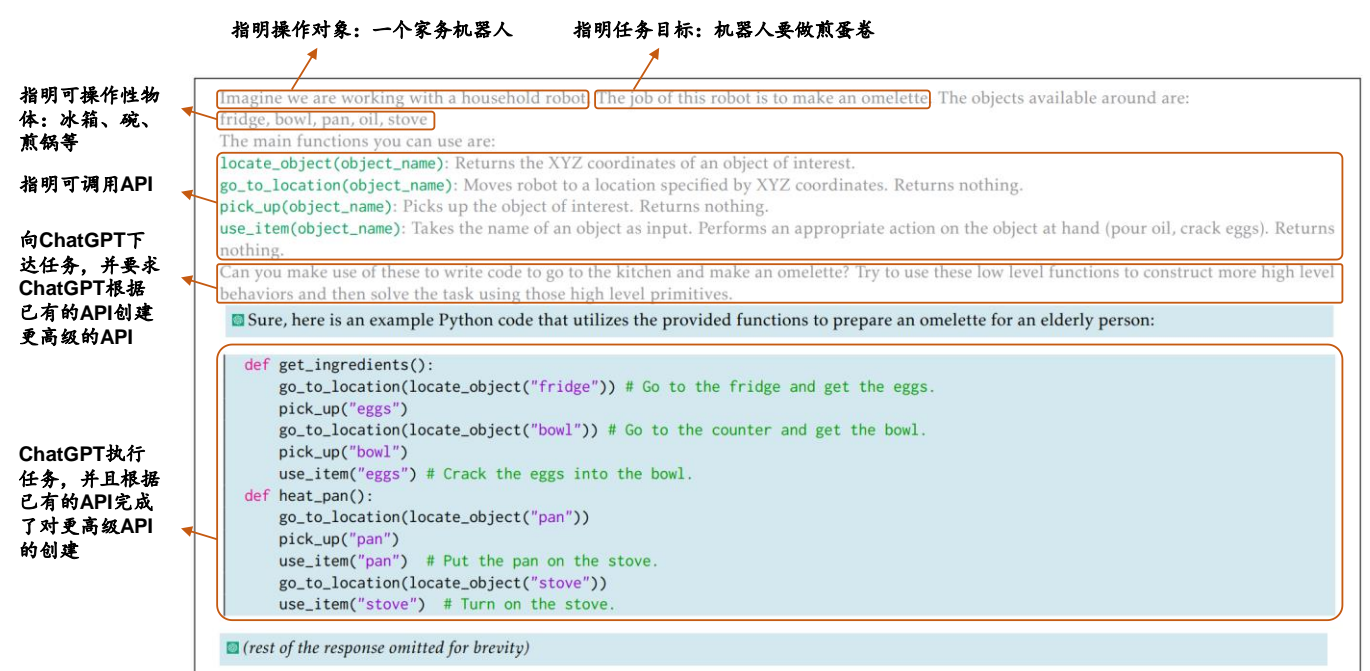 指明操作对象：一个家务机器人
指明任务目标：机器人要做煎蛋卷
指明可操作性物
体：冰箱、碗、
煎锅等
指明可调用API
向ChatGPT下
达任务，并要求
ChatGPT根据
已有的API创建
更高级的API
ChatGPT执行
任务，并且根据
已有的API完成
了对更高级API
的创建
Imagine we are working with a household robot. The job of this robot is to make an omelette. The objects available around are:
fridge, bowl, pan, oil, stove
The main functions you can use are:
locate_object(object_name): Returns the XYZ coordinates of an object of interest.
go_to_location(object_name): Moves robot to a location specified by XYZ coordinates. Returns nothing.
pick_up(object_name): Picks up the object of interest. Returns nothing.
use_item(object_name): Takes the name of an object as input. Performs an appropriate action on the object at hand (pour oil, crack eggs). Returns
nothing.
Can you make use of these to write code to go to the kitchen and make an omelette? Try to use these low level functions to construct more high level
behaviors and then solve the task using those high level primitives.
Sure, here is an example Python code that utilizes the provided functions to prepare an omelette for an elderly person:
def get_ingredients():
go_to_location(locate_object("fridge")) # Go to the fridge and get the eggs.
pick_up("eggs")
go_to_location(locate_object("bowl")) # Go to the counter and get the bowl.
pick_up("bowl")
use_item("eggs") # Crack the eggs into the bowl.
def heat_pan():
go_to_location(locate_object("pan"))
pick_up("pan")
use_item("pan") # Put the pan on the stove.
go_to_location(locate_object("stove"))
use_item("stove") # Turn on the stove.
(rest of the response omitted for brevity)